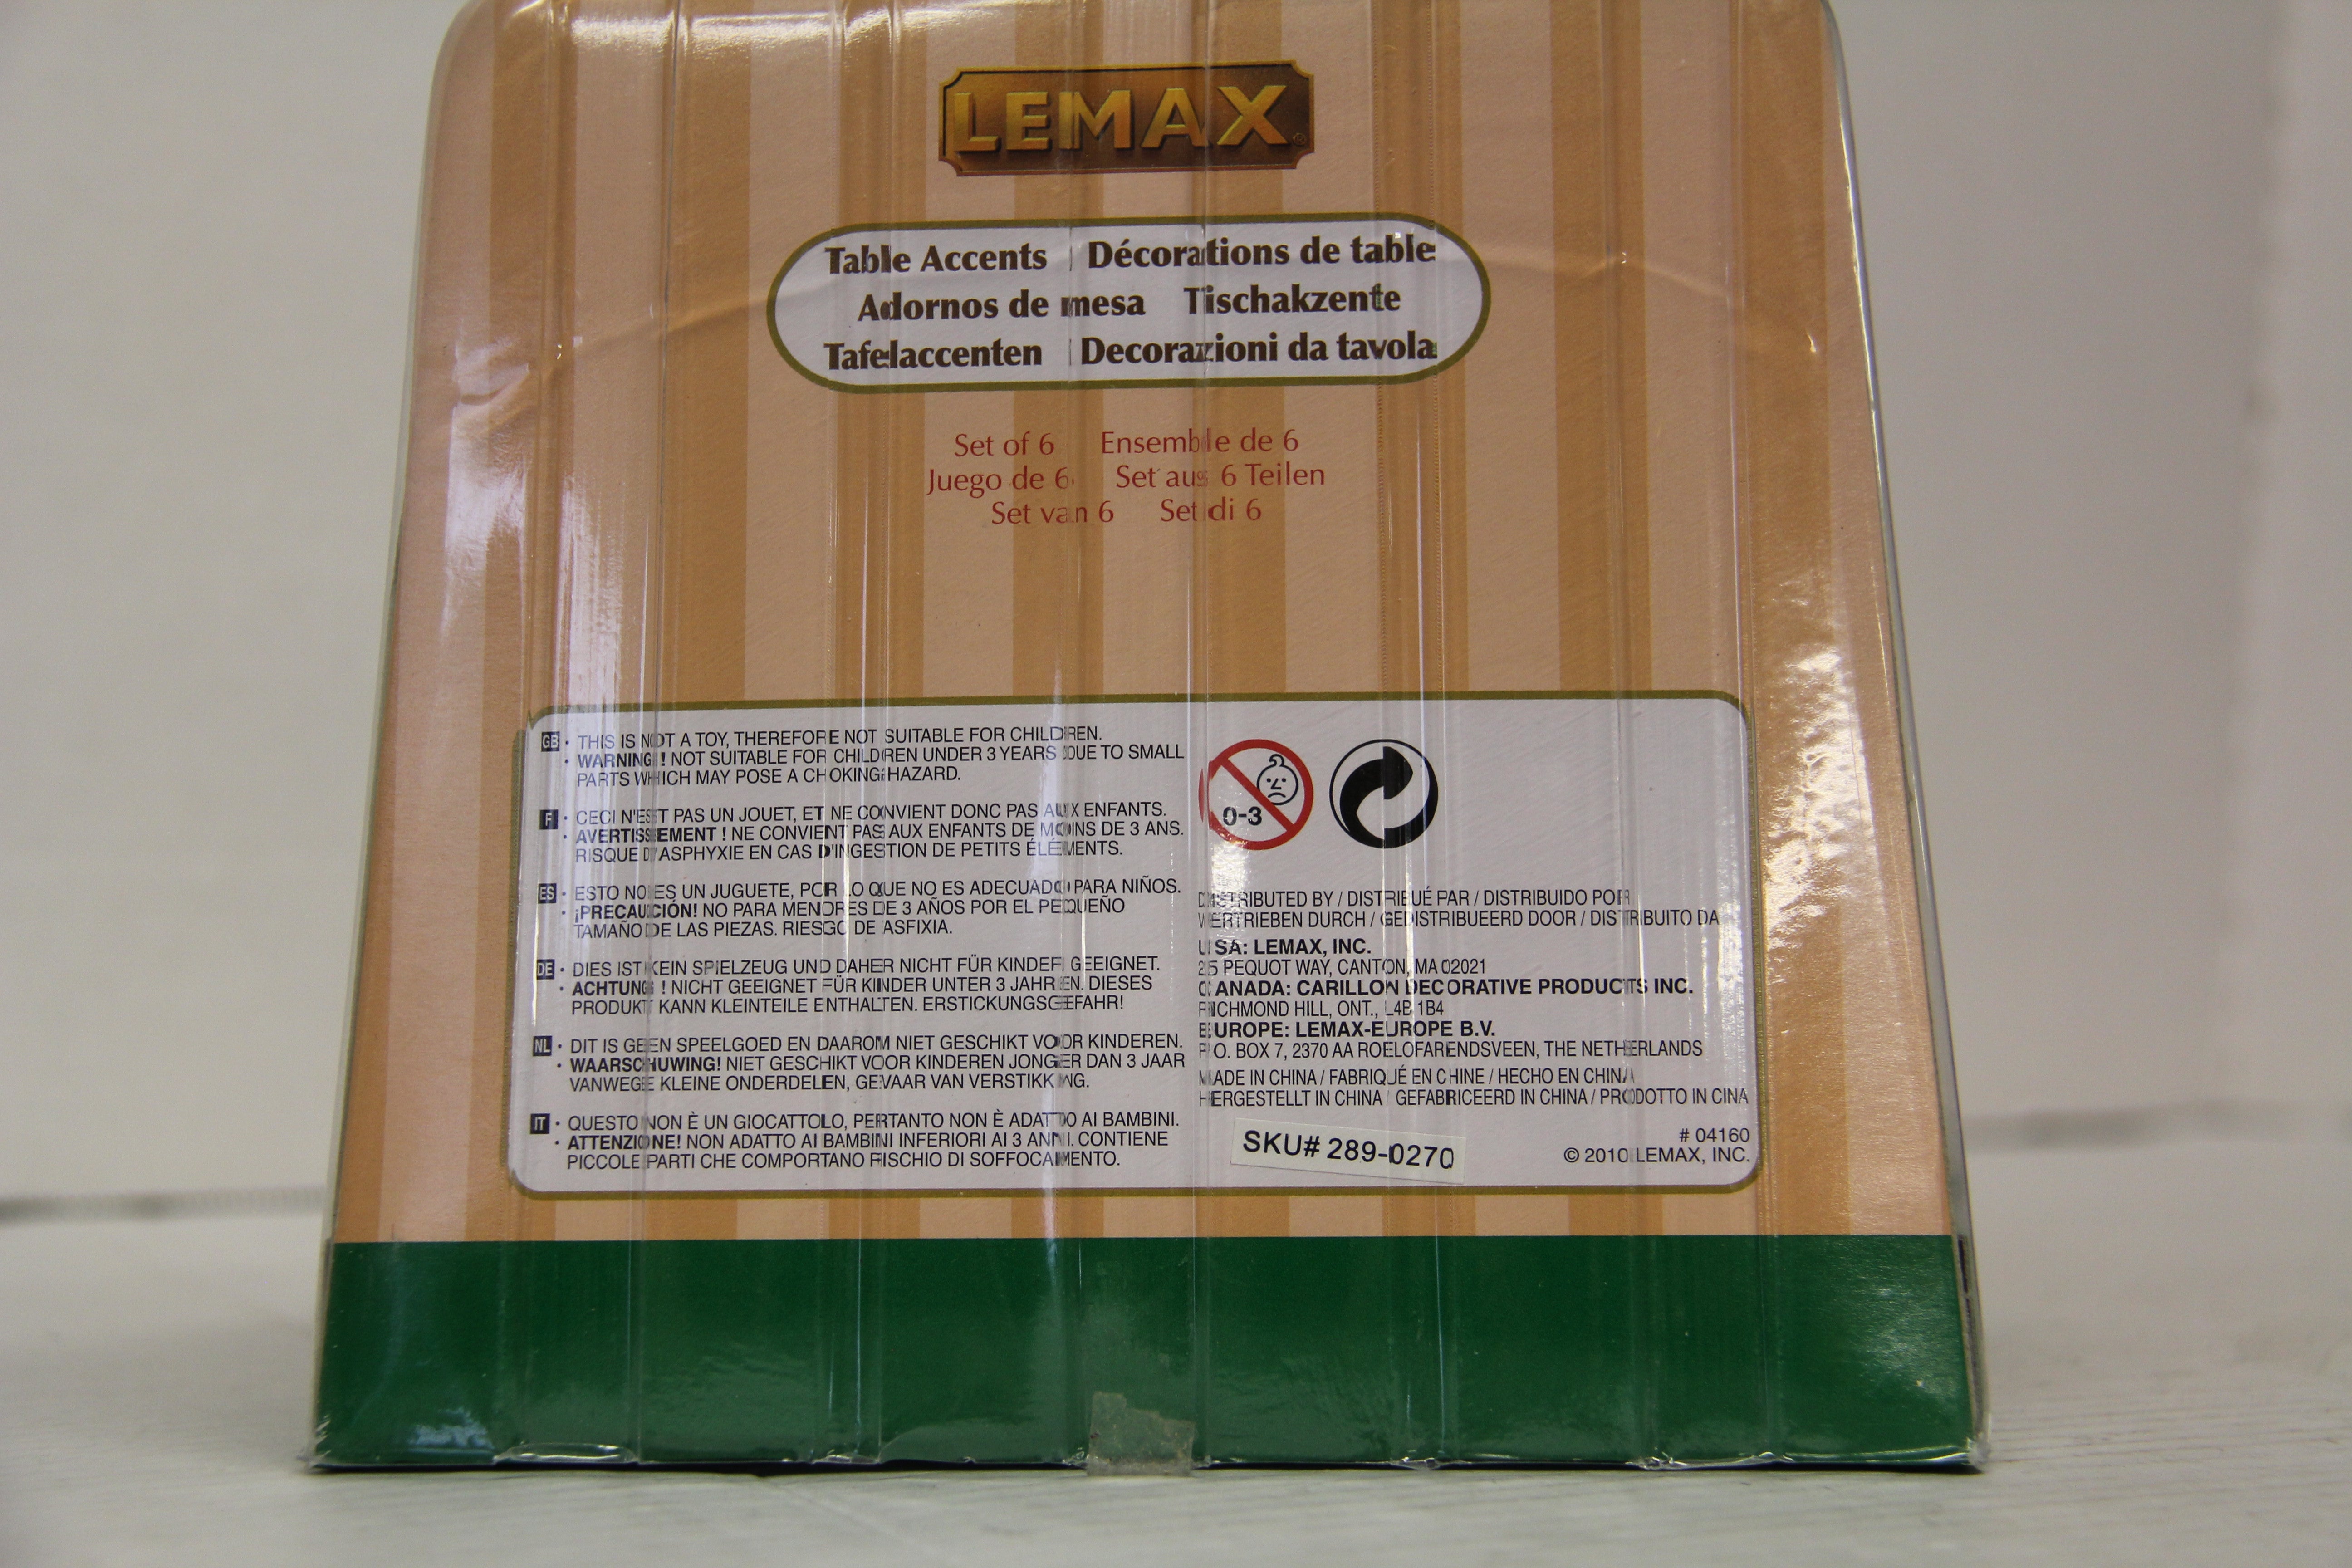 LEMAX
Table Accents Décorations de table
Adornos de mesa Tischakzente
Tafelaccenten Decorazioni da tavola
Set of 6 Ensemble de 6
Juego de 6 Set aus 6 Teilen
Set van 6 Set di 6
GB • THIS IS NOT A TOY, THEREFORE NOT SUITABLE FOR CHILDREN.
• WARNING! NOT SUITABLE FOR CHILDREN UNDER 3 YEARS DUE TO SMALL
PARTS WHICH MAY POSE A CHOKING HAZARD.
F • CECI N'EST PAS UN JOUET, ET NE CONVIENT DONC PAS AUX ENFANTS.
• AVERTISSEMENT ! NE CONVIENT PAS AUX ENFANTS DE MOINS DE 3 ANS.
RISQUE D'ASPHYXIE EN CAS D'INGESTION DE PETITS ÉLÉMENTS.
ES • ESTO NO ES UN JUGUETE, POR LO QUE NO ES ADECUADO PARA NIÑOS.
• ¡PRECAUCIÓN! NO PARA MENORES DE 3 AÑOS POR EL PEQUEÑO
TAMAÑO DE LAS PIEZAS. RIESGO DE ASFIXIA.
DE • DIES IST KEIN SPIELZEUG UND DAHER NICHT FÜR KINDER GEEIGNET.
• ACHTUNG ! NICHT GEEIGNET FÜR KINDER UNTER 3 JAHREN. DIESES
PRODUKT KANN KLEINTEILE ENTHALTEN. ERSTICKUNGSGEFAHR!
NL • DIT IS GEEN SPEELGOED EN DAAROM NIET GESCHIKT VOOR KINDEREN.
• WAARSCHUWING! NIET GESCHIKT VOOR KINDEREN JONGER DAN 3 JAAR
VANWEGE KLEINE ONDERDELEN, GEVAAR VAN VERSTIKKING.
IT • QUESTO NON È UN GIOCATTOLO, PERTANTO NON È ADATTO AI BAMBINI.
• ATTENZIONE! NON ADATTO AI BAMBINI INFERIORI AI 3 ANNI. CONTIENE
PICCOLE PARTI CHE COMPORTANO RISCHIO DI SOFFOCAMENTO.
0-3
DISTRIBUTED BY / DISTRIBUÉ PAR / DISTRIBUIDO POR
VERTRIEBEN DURCH / GEDISTRIBUEERD DOOR / DISTRIBUITO DA
USA: LEMAX, INC.
25 PEQUOT WAY, CANTON, MA 02021
CANADA: CARILLON DECORATIVE PRODUCTS INC.
RICHMOND HILL, ONT., L4B 1B4
EUROPE: LEMAX-EUROPE B.V.
P.O. BOX 7, 2370 AA ROELOFARENDSVEEN, THE NETHERLANDS
MADE IN CHINA / FABRIQUÉ EN CHINE / HECHO EN CHINA
HERGESTELLT IN CHINA / GEFABRICEERD IN CHINA / PRODOTTO IN CINA
SKU# 289-0270
# 04160
© 2010 LEMAX, INC.